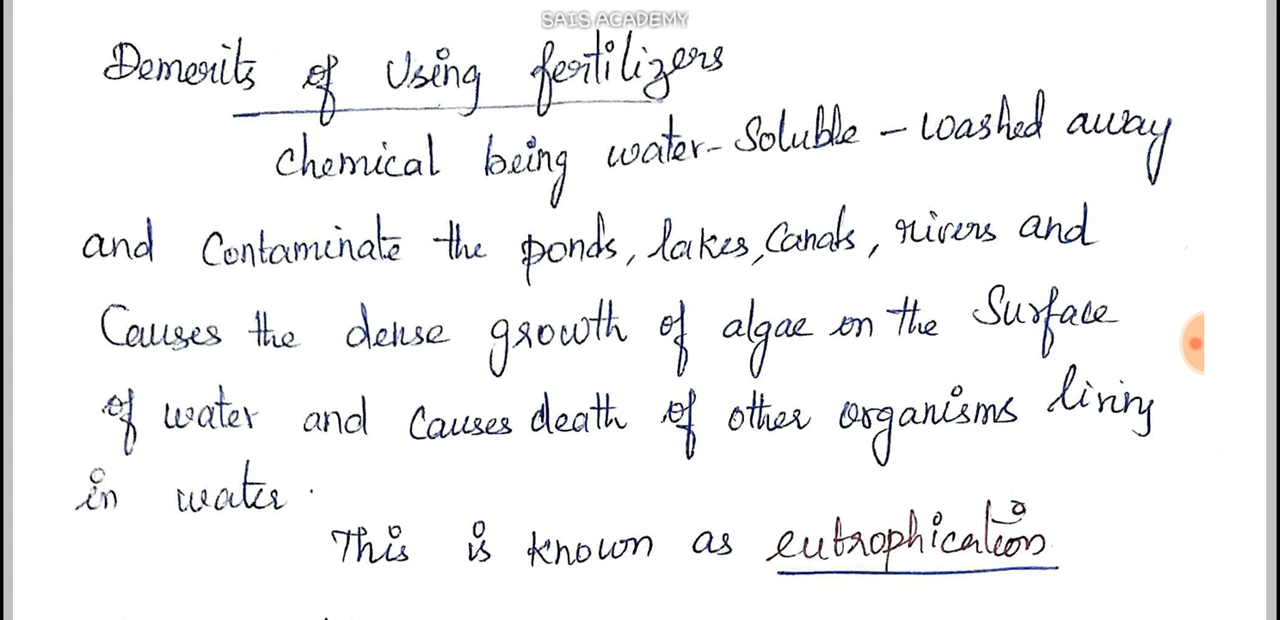 SAIS ACADEMY
Demerits of Using fertilizers
chemical being water-Soluble - washed away
and Contaminate the ponds, lakes, Canals, rivers and
Causes the dense growth of algae on the Surface
of water and Causes death of other organisms living
in water.
This is known as eutrophication